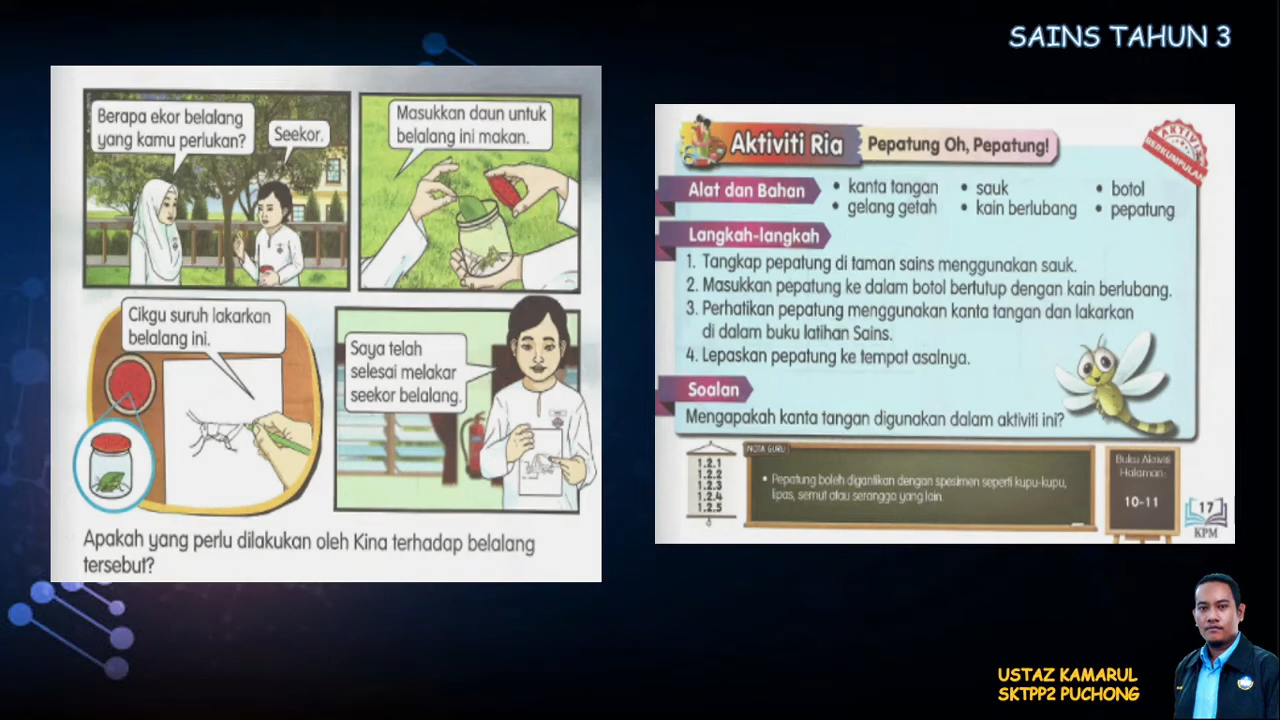 SAINS TAHUN 3
Berapa ekor belalang
yang kamu perlukan?
Seekor.
Masukkan daun untuk
belalang ini makan.
Cikgu suruh lakarkan
belalang ini.
Saya telah
selesai melakar
seekor belalang.
Apakah yang perlu dilakukan oleh Kina terhadap belalang
tersebut?
Aktiviti Ria
Pepatung Oh, Pepatung!
AKTIVITI
BERKUMPULAN
Alat dan Bahan
• kanta tangan
• gelang getah
• sauk
• kain berlubang
• botol
• pepatung
Langkah-langkah
1. Tangkap pepatung di taman sains menggunakan sauk.
2. Masukkan pepatung ke dalam botol bertutup dengan kain berlubang.
3. Perhatikan pepatung menggunakan kanta tangan dan lakarkan
di dalam buku latihan Sains.
4. Lepaskan pepatung ke tempat asalnya.
Soalan
Mengapakah kanta tangan digunakan dalam aktiviti ini?
1.2.1
1.2.2
1.2.3
1.2.4
1.2.5
NOTA GURU
• Pepatung boleh digantikan dengan spesimen seperti kupu-kupu,
lipas, semut atau serangga yang lain.
Buku Aktiviti
Halaman:
10-11
17
KPM
USTAZ KAMARUL
SKTPP2 PUCHONG